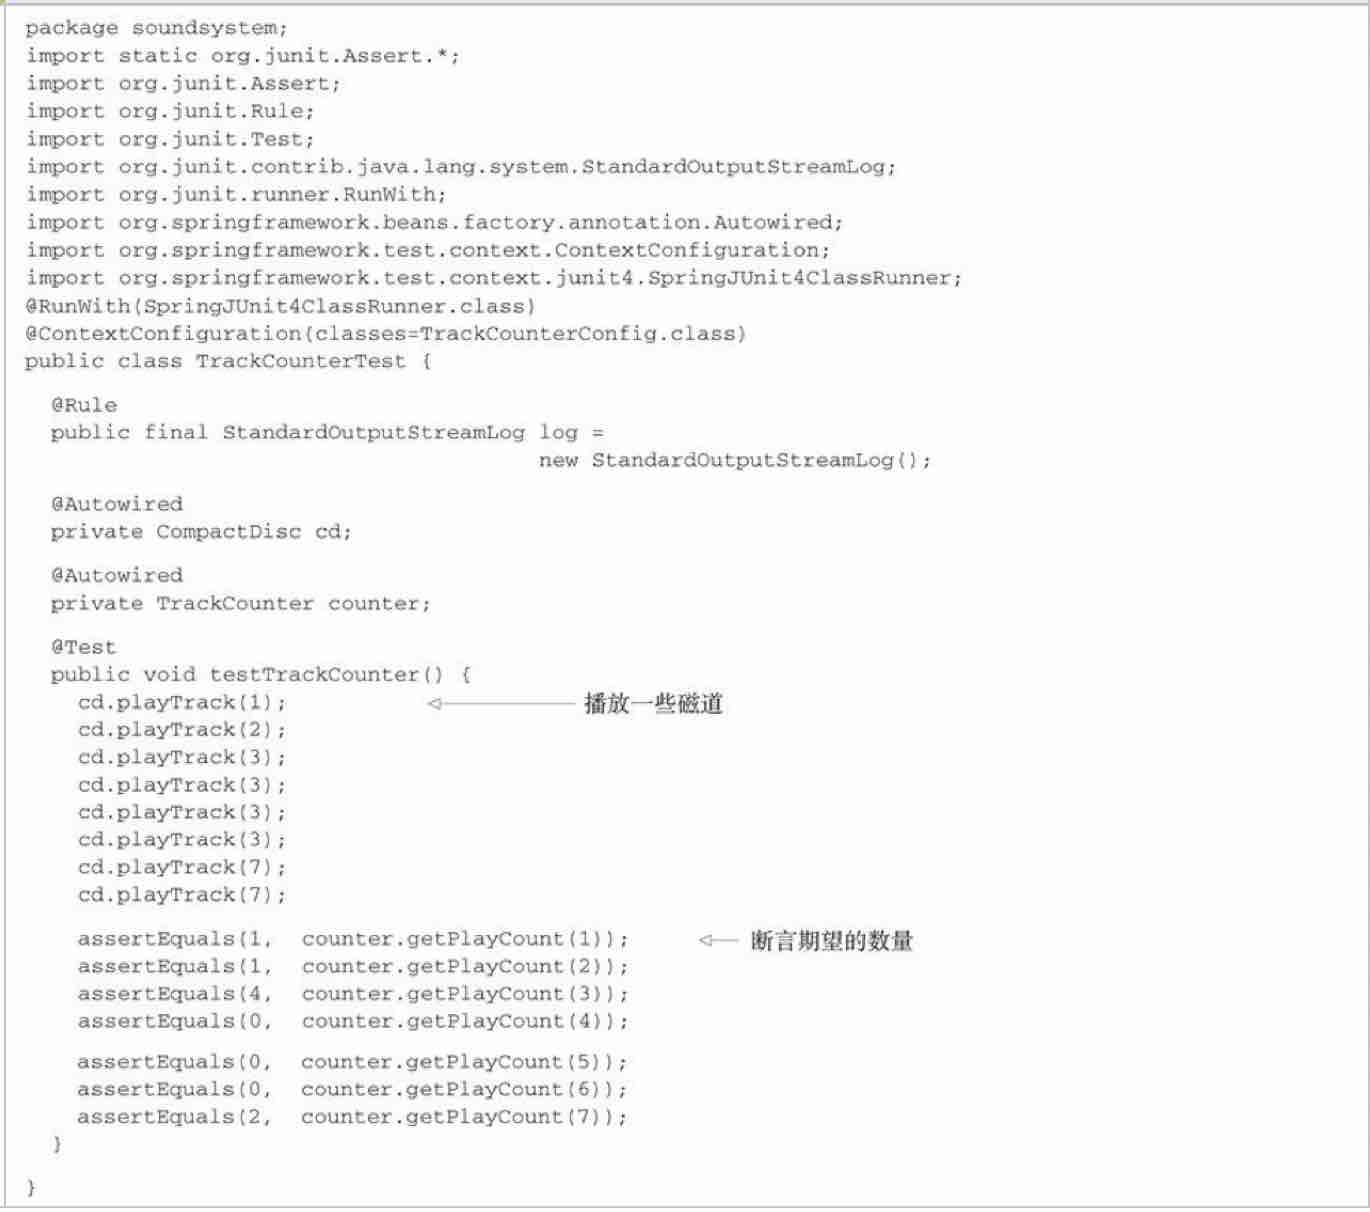 package soundsystem;
import static org.junit.Assert.*;
import org.junit.Assert;
import org.junit.Rule;
import org.junit.Test;
import org.junit.contrib.java.lang.system.StandardOutputStreamLog;
import org.junit.runner.RunWith;
import org.springframework.beans.factory.annotation.Autowired;
import org.springframework.test.context.ContextConfiguration;
import org.springframework.test.context.junit4.SpringJUnit4ClassRunner;
@RunWith(SpringJUnit4ClassRunner.class)
@ContextConfiguration(classes=TrackCounterConfig.class)
public class TrackCounterTest {
  @Rule
  public final StandardOutputStreamLog log =
                                       new StandardOutputStreamLog();
  @Autowired
  private CompactDisc cd;
  @Autowired
  private TrackCounter counter;
  @Test
  public void testTrackCounter() {
    cd.playTrack(1); 播放一些磁道
    cd.playTrack(2);
    cd.playTrack(3);
    cd.playTrack(3);
    cd.playTrack(3);
    cd.playTrack(3);
    cd.playTrack(7);
    cd.playTrack(7);
    assertEquals(1,  counter.getPlayCount(1)); 断言期望的数量
    assertEquals(1,  counter.getPlayCount(2));
    assertEquals(4,  counter.getPlayCount(3));
    assertEquals(0,  counter.getPlayCount(4));
    assertEquals(0,  counter.getPlayCount(5));
    assertEquals(0,  counter.getPlayCount(6));
    assertEquals(2,  counter.getPlayCount(7));
  }
}